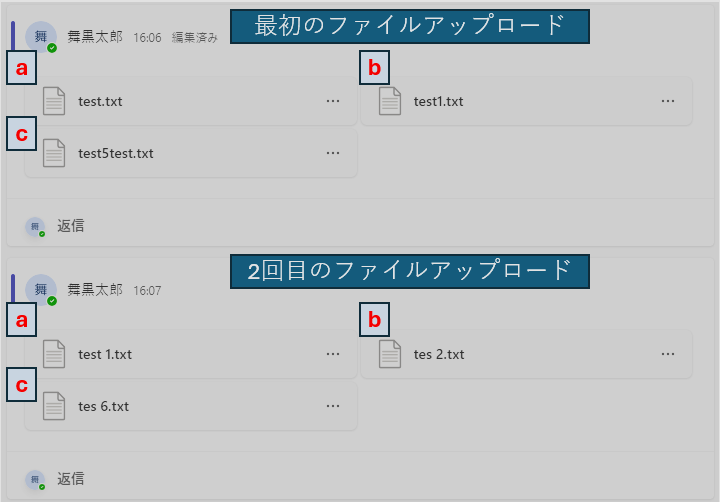 最初のファイルアップロード
舞 舞黒太郎 16:06 編集済み
a b
test.txt ... test1.txt ...
c
test5test.txt ...
舞 返信
2回目のファイルアップロード
舞 舞黒太郎 16:07
a b
test 1.txt ... tes 2.txt ...
c
tes 6.txt ...
舞 返信